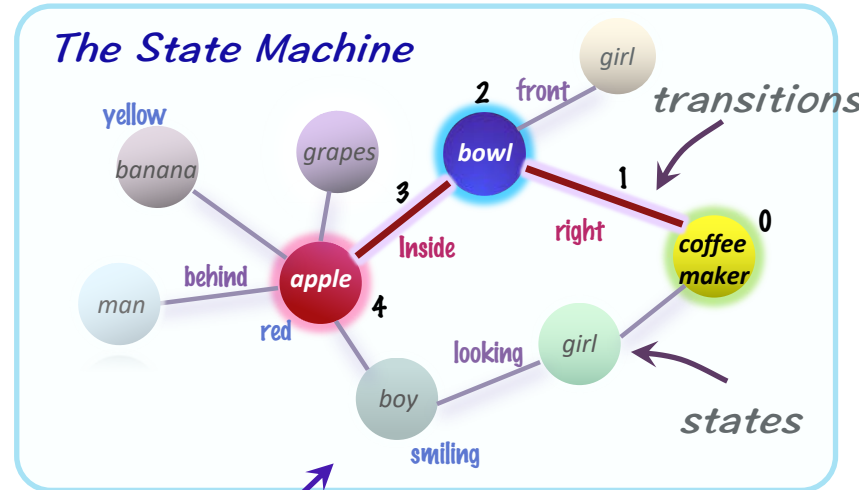 The State Machine
girl
2
front
transitions
yellow
banana
grapes
bowl
1
3
0
right
Inside
coffee
maker
behind
apple
man
4
red
looking
girl
boy
states
smiling